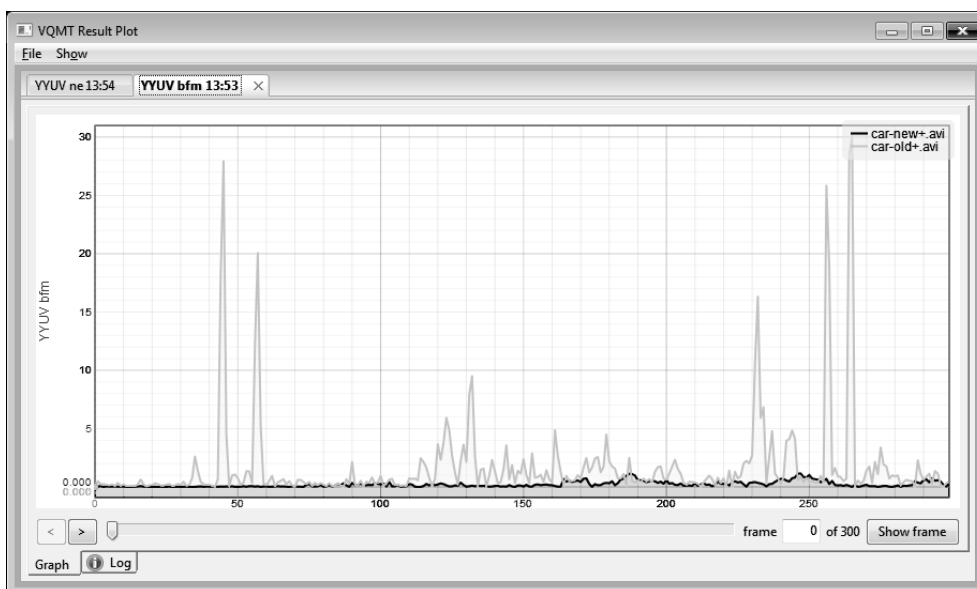 VQMT Result Plot
File Show
YYUV ne 13:54 YYUV bfm 13:53
car-new+.avi
car-old+.avi
YYUV bfm
30
25
20
15
10
5
0.000
0.000
0 50 100 150 200 250
< > frame 0 of 300 Show frame
Graph Log